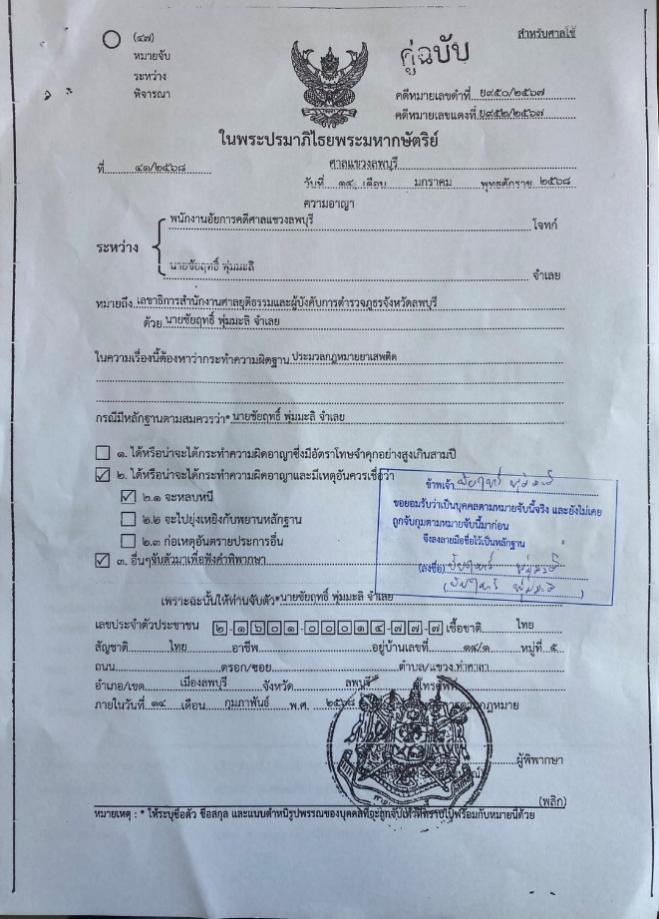 (๔๗)
หมายจับ
ระหว่าง
พิจารณา
คู่ฉบับ
สำหรับศาลใช้
คดีหมายเลขดำที่ ย๙๕๐/๒๕๖๗
คดีหมายเลขแดงที่ ย๙๕๒/๒๕๖๗
ในพระปรมาภิไธยพระมหากษัตริย์
ที่ ๔๑/๒๕๖๘
ศาลแขวงลพบุรี
วันที่ ๑๔ เดือน มกราคม พุทธศักราช ๒๕๖๘
ความอาญา
ระหว่าง
พนักงานอัยการคดีศาลแขวงลพบุรี โจทก์
นายชัยฤทธิ์ พุ่มมะลิ จำเลย
หมายถึง เลขาธิการสำนักงานศาลยุติธรรมและผู้บังคับการตำรวจภูธรจังหวัดลพบุรี
ด้วย นายชัยฤทธิ์ พุ่มมะลิ จำเลย
ในความเรื่องนี้ต้องหาว่ากระทำความผิดฐาน ประมวลกฎหมายยาเสพติด
กรณีมีหลักฐานตามสมควรว่า* นายชัยฤทธิ์ พุ่มมะลิ จำเลย
๑. ได้หรือน่าจะได้กระทำความผิดอาญาซึ่งมีอัตราโทษจำคุกอย่างสูงเกินสามปี
๒. ได้หรือน่าจะได้กระทำความผิดอาญาและมีเหตุอันควรเชื่อว่า
๒.๑ จะหลบหนี
๒.๒ จะไปยุ่งเหยิงกับพยานหลักฐาน
๒.๓ ก่อเหตุอันตรายประการอื่น
๓. อื่นๆจับตัวมาเพื่อฟังคำพิพากษา
ข้าพเจ้า ชัยฤทธิ์ พุ่มมะลิ
ขอยอมรับว่าเป็นบุคคลตามหมายจับนี้จริง และยังไม่เคย
ถูกจับกุมตามหมายจับนี้มาก่อน
จึงลงลายมือชื่อไว้เป็นหลักฐาน
(ลงชื่อ) ชัยฤทธิ์ พุ่มมะลิ
(ชัยฤทธิ์ พุ่มมะลิ)
เพราะฉะนั้นให้ท่านจับตัว* นายชัยฤทธิ์ พุ่มมะลิ จำเลย
เลขประจำตัวประชาชน ๒-๑๖๐๑-๐๐๐๑๔-๗๗-๗ เชื้อชาติ ไทย
สัญชาติ ไทย อาชีพ อยู่บ้านเลขที่ ๑๙/๑ หมู่ที่ ๕
ถนน ตรอก/ซอย ตำบล/แขวง ท่าศาลา
อำเภอ/เขต เมืองลพบุรี จังหวัด ลพบุรี
ภายในวันที่ ๑๔ เดือน กุมภาพันธ์ พ.ศ. ๒๕๖๘ ตามกฎหมาย
ผู้พิพากษา
(พลิก)
หมายเหตุ : * ให้ระบุชื่อตัว ชื่อสกุล และแนบตำหนิรูปพรรณของบุคคลที่จะถูกจับเท่าที่ทราบไปพร้อมกับหมายนี้ด้วย